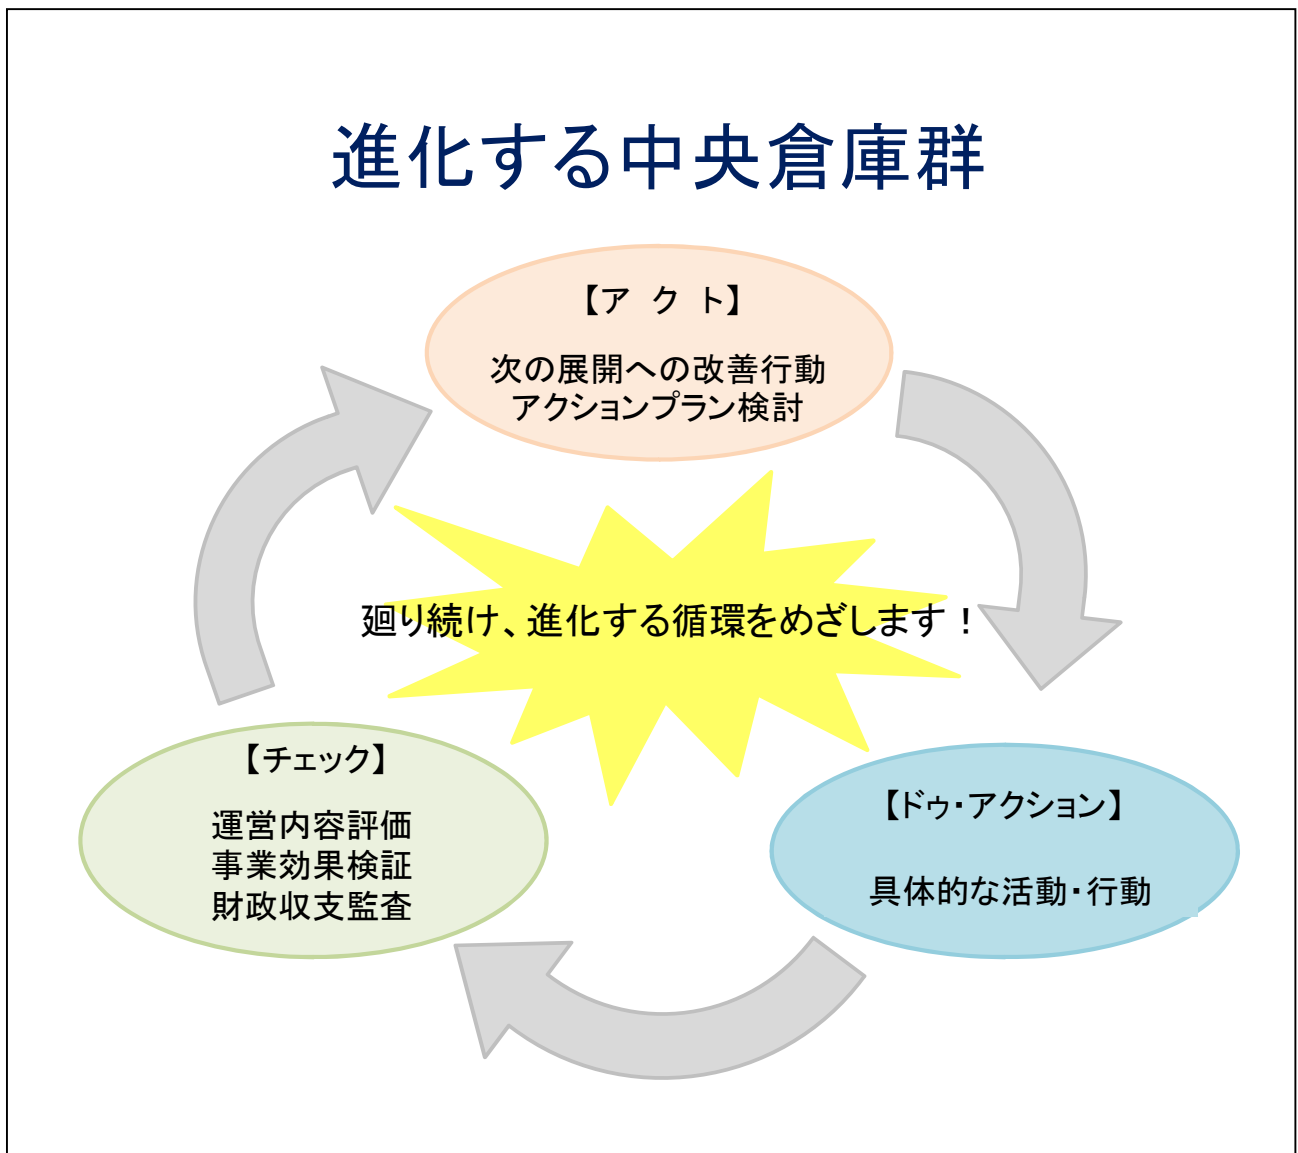 進化する中央倉庫群
【ア ク ト】
次の展開への改善行動
アクションプラン検討
廻り続け、進化する循環をめざします！
【チェック】
運営内容評価
事業効果検証
財政収支監査
【ドゥ・アクション】
具体的な活動・行動